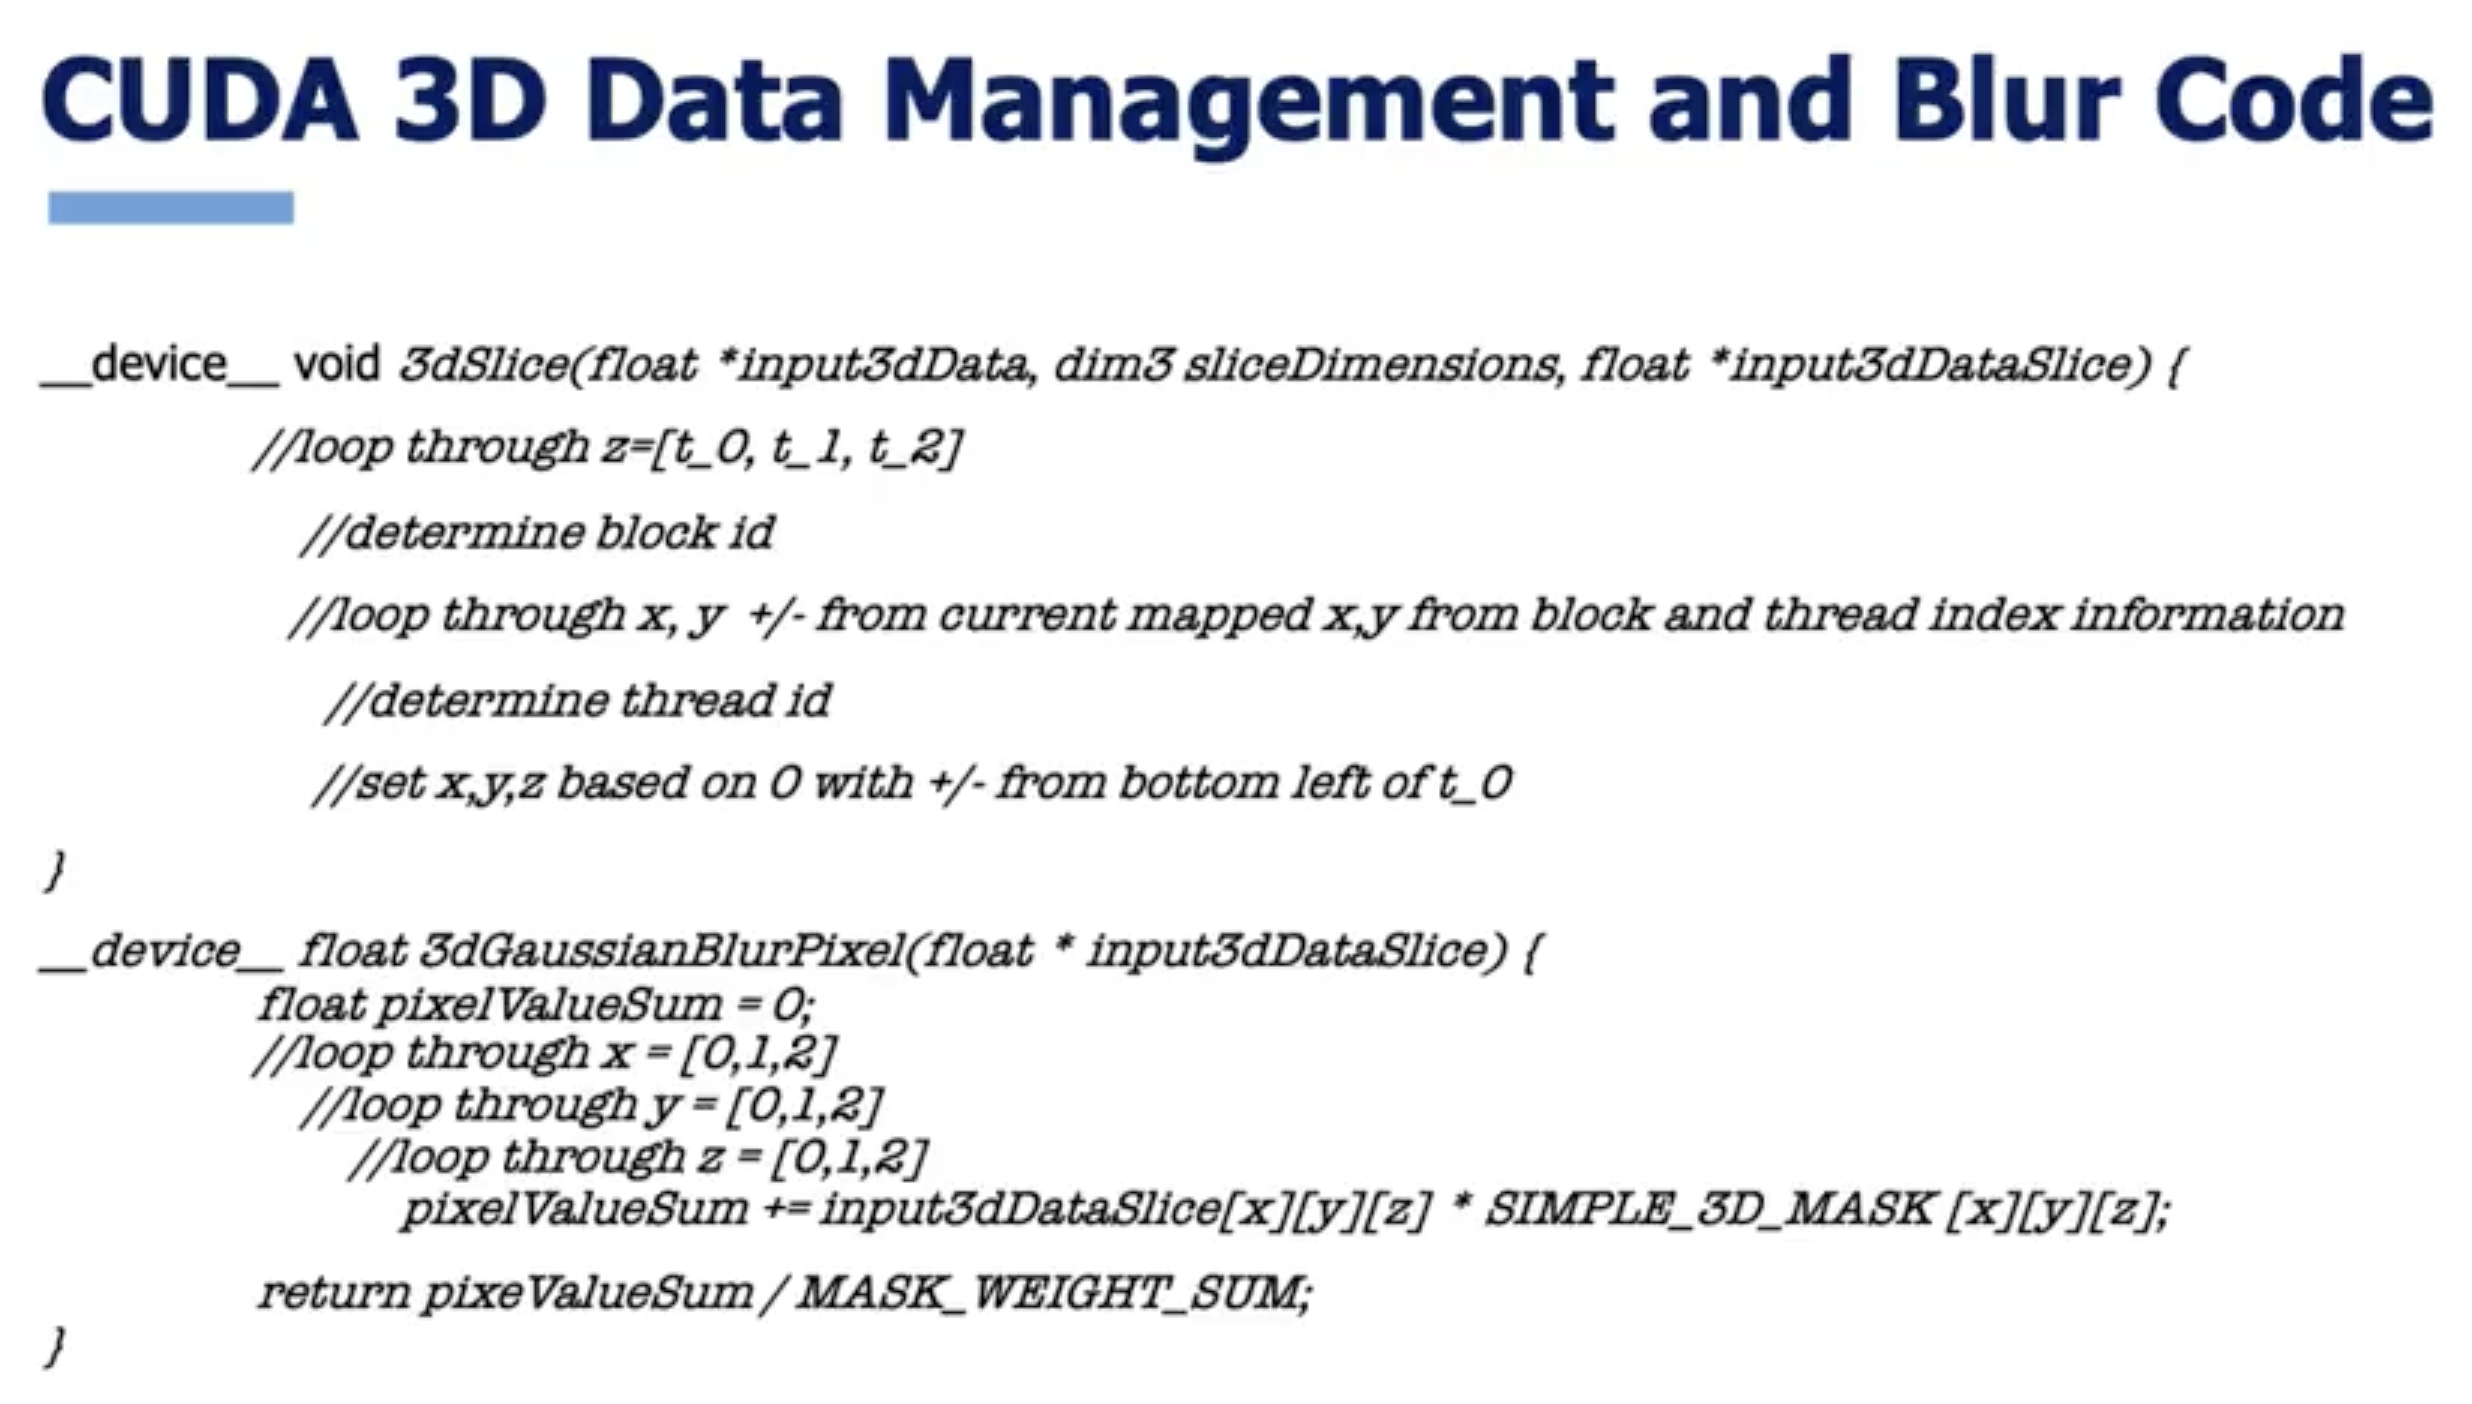 CUDA 3D Data Management and Blur Code
__device__ void 3dSlice(float *input3dData, dim3 sliceDimensions, float *input3dDataSlice) {
//loop through z=[t_0, t_1, t_2]
//determine block id
//loop through x, y +/- from current mapped x,y from block and thread index information
//determine thread id
//set x,y,z based on 0 with +/- from bottom left of t_0
}
__device__ float 3dGaussianBlurPixel(float * input3dDataSlice) {
float pixelValueSum = 0;
//loop through x = [0,1,2]
//loop through y = [0,1,2]
//loop through z = [0,1,2]
pixelValueSum += input3dDataSlice[x][y][z] * SIMPLE_3D_MASK [x][y][z];
return pixeValueSum / MASK_WEIGHT_SUM;
}